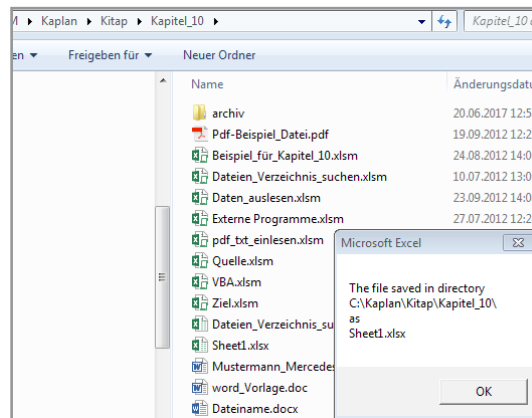 Kaplan Kitap Kapitel_10
Kapitel_10
Freigeben für Neuer Ordner
Name Änderungsdatu
archiv 20.06.2017 12:5
Pdf-Beispiel_Datei.pdf 19.09.2012 12:2
Beispiel_für_Kapitel_10.xlsm 24.08.2012 14:0
Dateien_Verzeichnis_suchen.xlsm 10.07.2012 13:0
Daten_auslesen.xlsm 23.09.2012 14:0
Externe Programme.xlsm 27.07.2012 12:2
pdf_txt_einlesen.xlsm
Quelle.xlsm
VBA.xlsm
Ziel.xlsm
Dateien_Verzeichnis_su
Sheet1.xlsx
Mustermann_Mercedes
word_Vorlage.doc
Dateiname.docx
Microsoft Excel
The file saved in directory
C:\Kaplan\Kitap\Kapitel_10\
as
Sheet1.xlsx
OK